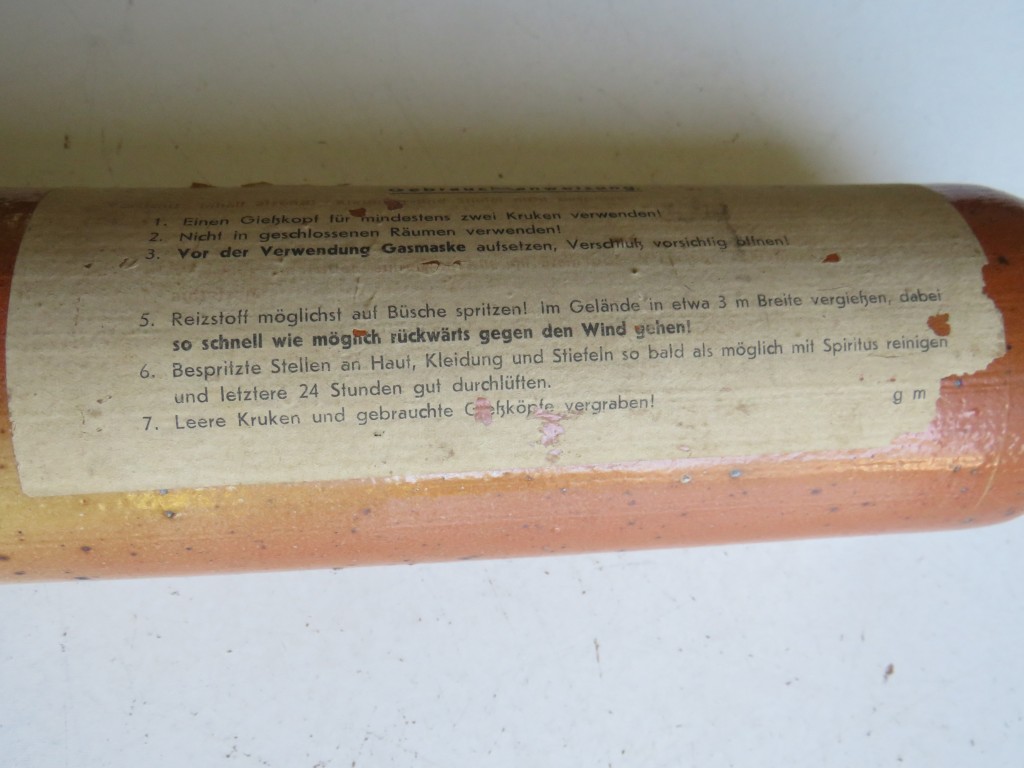 Gebrauchsanweisung
1. Einen Gießkopf für mindestens zwei Kruken verwenden!
2. Nicht in geschlossenen Räumen verwenden!
3. Vor der Verwendung Gasmaske aufsetzen, Verschluß vorsichtig öffnen!
5. Reizstoff möglichst auf Büsche spritzen! Im Gelände in etwa 3 m Breite vergießen, dabei
so schnell wie möglich rückwärts gegen den Wind gehen!
6. Bespritzte Stellen an Haut, Kleidung und Stiefeln so bald als möglich mit Spiritus reinigen
und letztere 24 Stunden gut durchlüften.
7. Leere Kruken und gebrauchte Gießköpfe vergraben!
g m